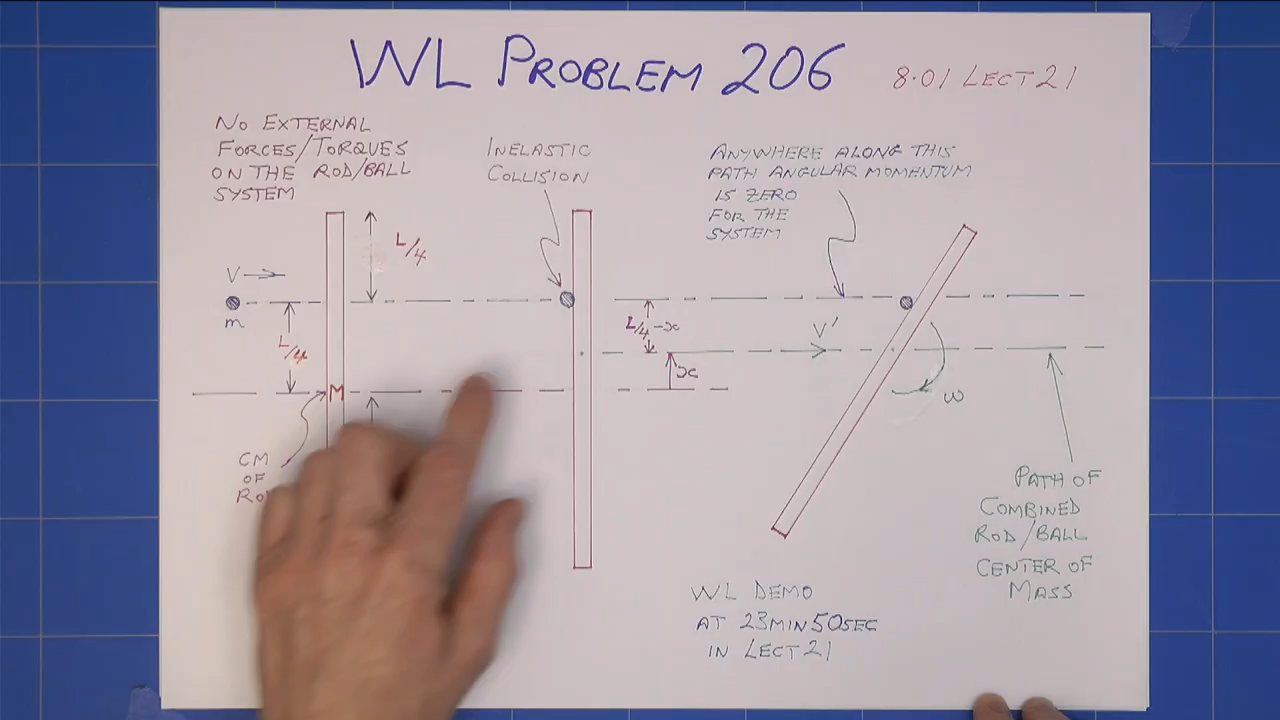 WL PROBLEM 206
8.01 LECT 21
NO EXTERNAL
FORCES/TORQUES
ON THE ROD/BALL
SYSTEM
INELASTIC
COLLISION
ANYWHERE ALONG THIS
PATH ANGULAR MOMENTUM
IS ZERO
FOR THE
SYSTEM
L/4
V
m
L/4
L/4-x
V'
x
M
ω
CM
OF
PATH OF
COMBINED
ROD/BALL
CENTER OF
MASS
WL DEMO
AT 23MIN 50SEC
IN LECT 21